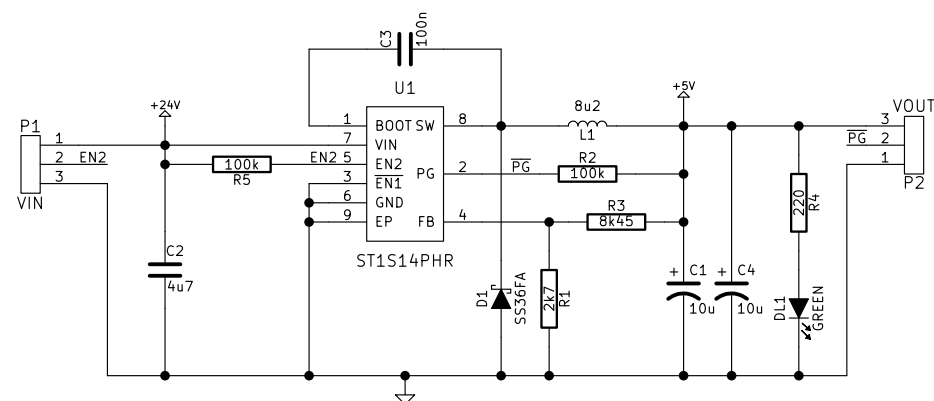 C3
100n
U1
+24V
+5V
VOUT
P1
1
2
3
EN2
VIN
1
7
EN2 5
3
6
9
BOOT SW
VIN
EN2
PG
EN1
GND
EP FB
8
2
4
ST1S14PHR
8u2
L1
PG
R2
100k
R3
8k45
100k
R5
3
PG 2
1
P2
220
R4
C2
4u7
D1
SS36FA
2k7
R1
+ C1
10u
+ C4
10u
DL1
GREEN